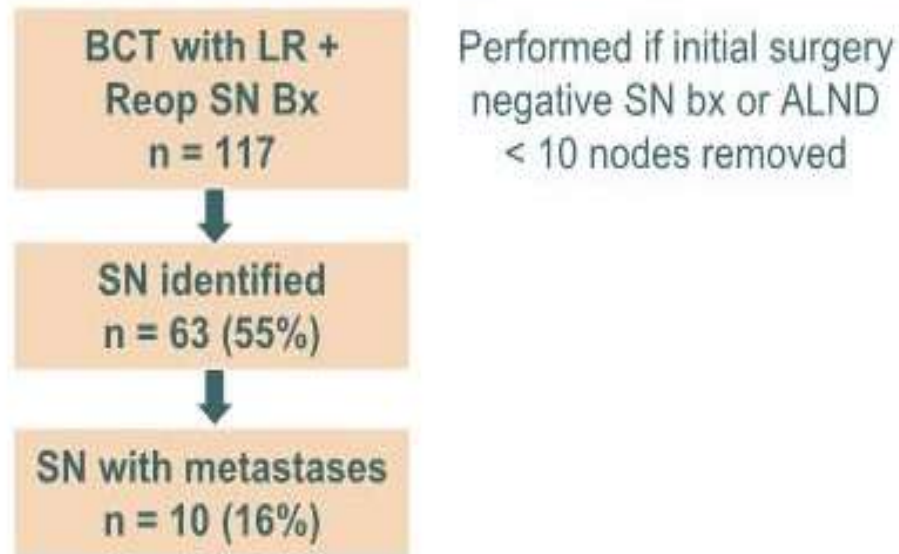 BCT with LR +
Reop SN Bx
n = 117
Performed if initial surgery
negative SN bx or ALND
< 10 nodes removed
SN identified
n = 63 (55%)
SN with metastases
n = 10 (16%)